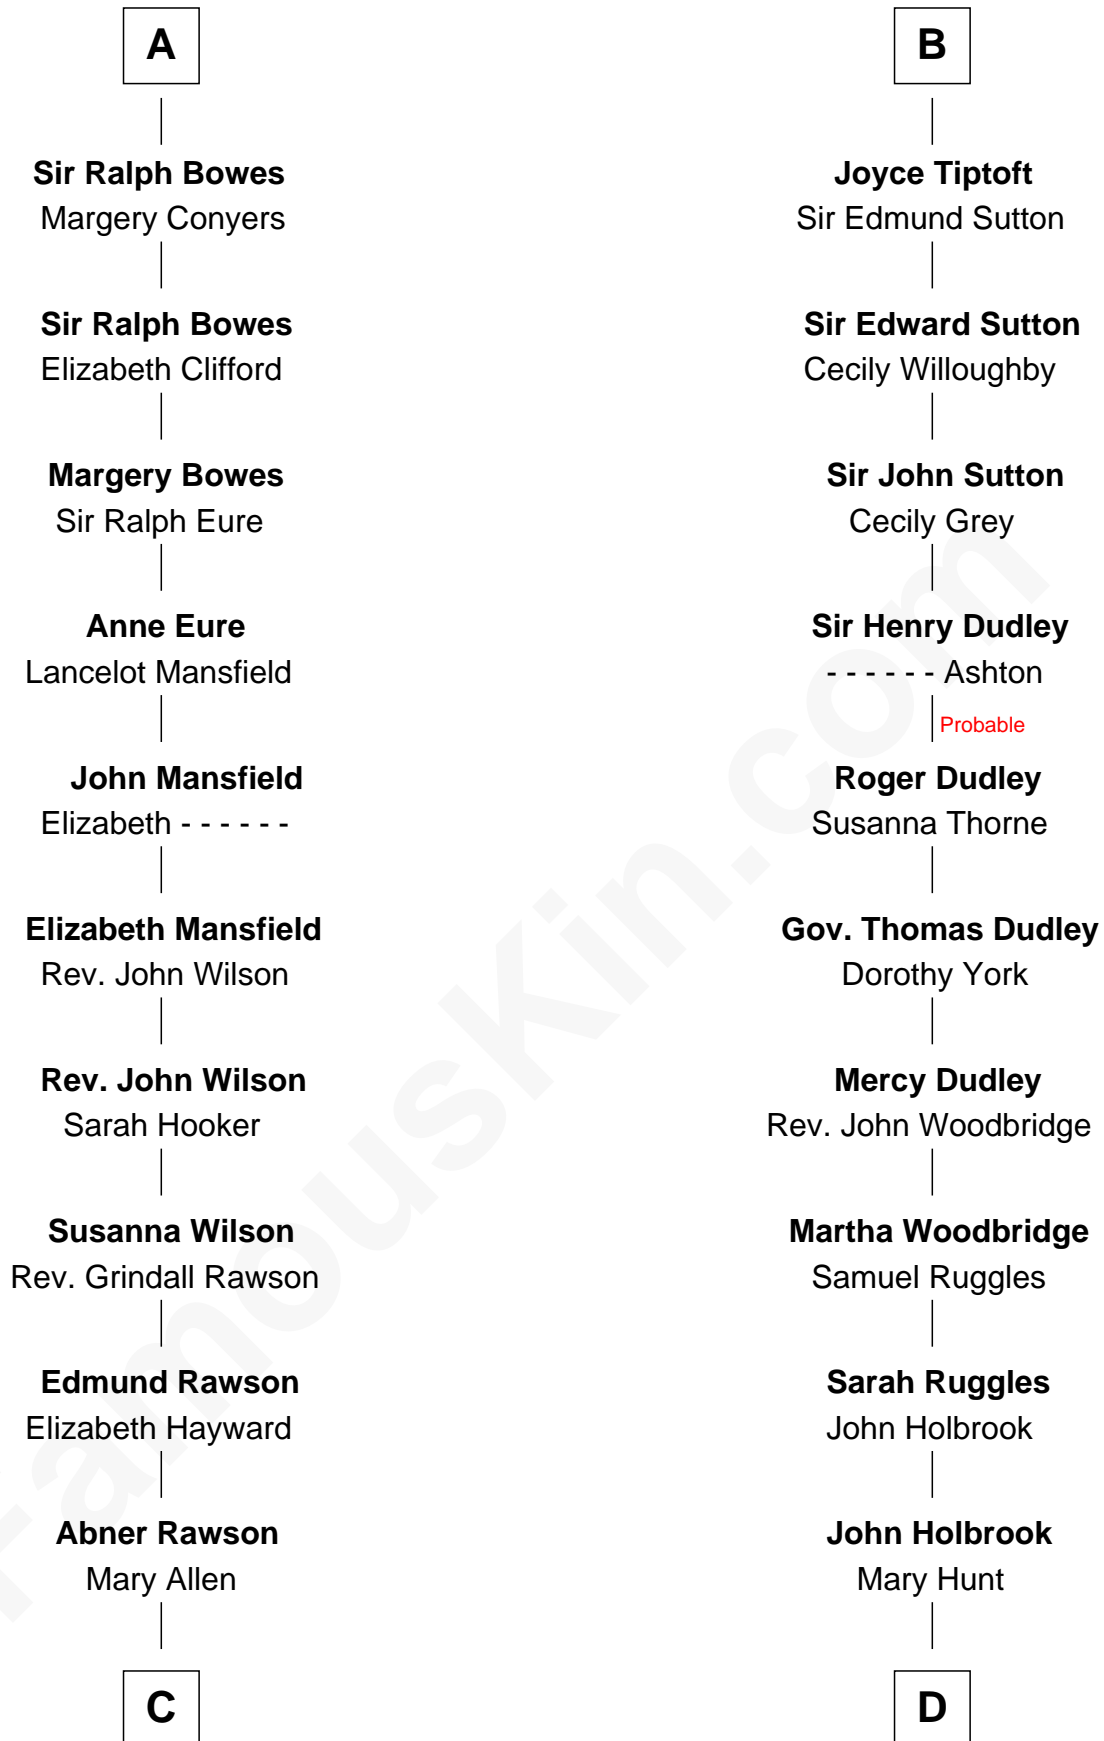 A
Sir Ralph Bowes
Margery Conyers
Sir Ralph Bowes
Elizabeth Clifford
Margery Bowes
Sir Ralph Eure
Anne Eure
Lancelot Mansfield
John Mansfield
Elizabeth - - - - - -
Elizabeth Mansfield
Rev. John Wilson
Rev. John Wilson
Sarah Hooker
Susanna Wilson
Rev. Grindall Rawson
Edmund Rawson
Elizabeth Hayward
Abner Rawson
Mary Allen
C
B
Joyce Tiptoft
Sir Edmund Sutton
Sir Edward Sutton
Cecily Willoughby
Sir John Sutton
Cecily Grey
Sir Henry Dudley
- - - - - - Ashton
Probable
Roger Dudley
Susanna Thorne
Gov. Thomas Dudley
Dorothy York
Mercy Dudley
Rev. John Woodbridge
Martha Woodbridge
Samuel Ruggles
Sarah Ruggles
John Holbrook
John Holbrook
Mary Hunt
D
FamousKin.com